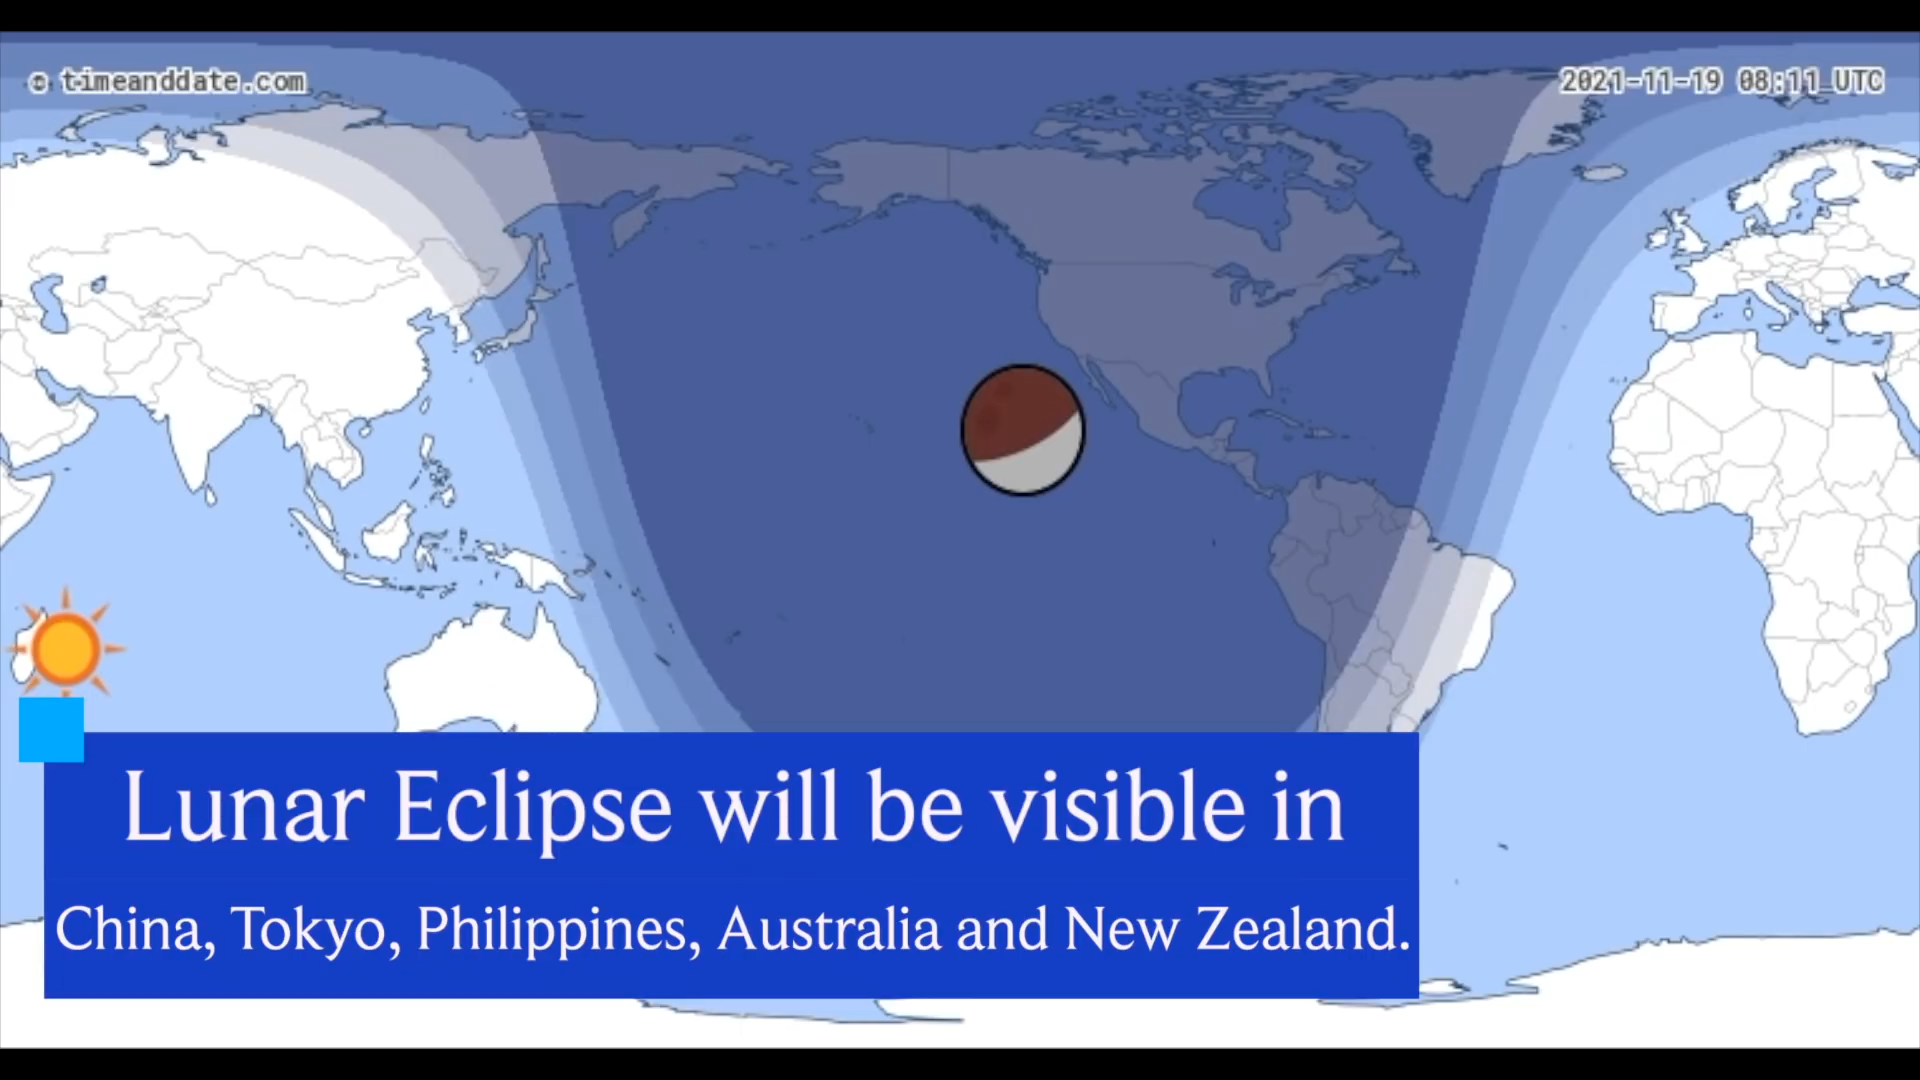 © timeanddate.com
2021-11-19 08:11 UTC
Lunar Eclipse will be visible in
China, Tokyo, Philippines, Australia and New Zealand.